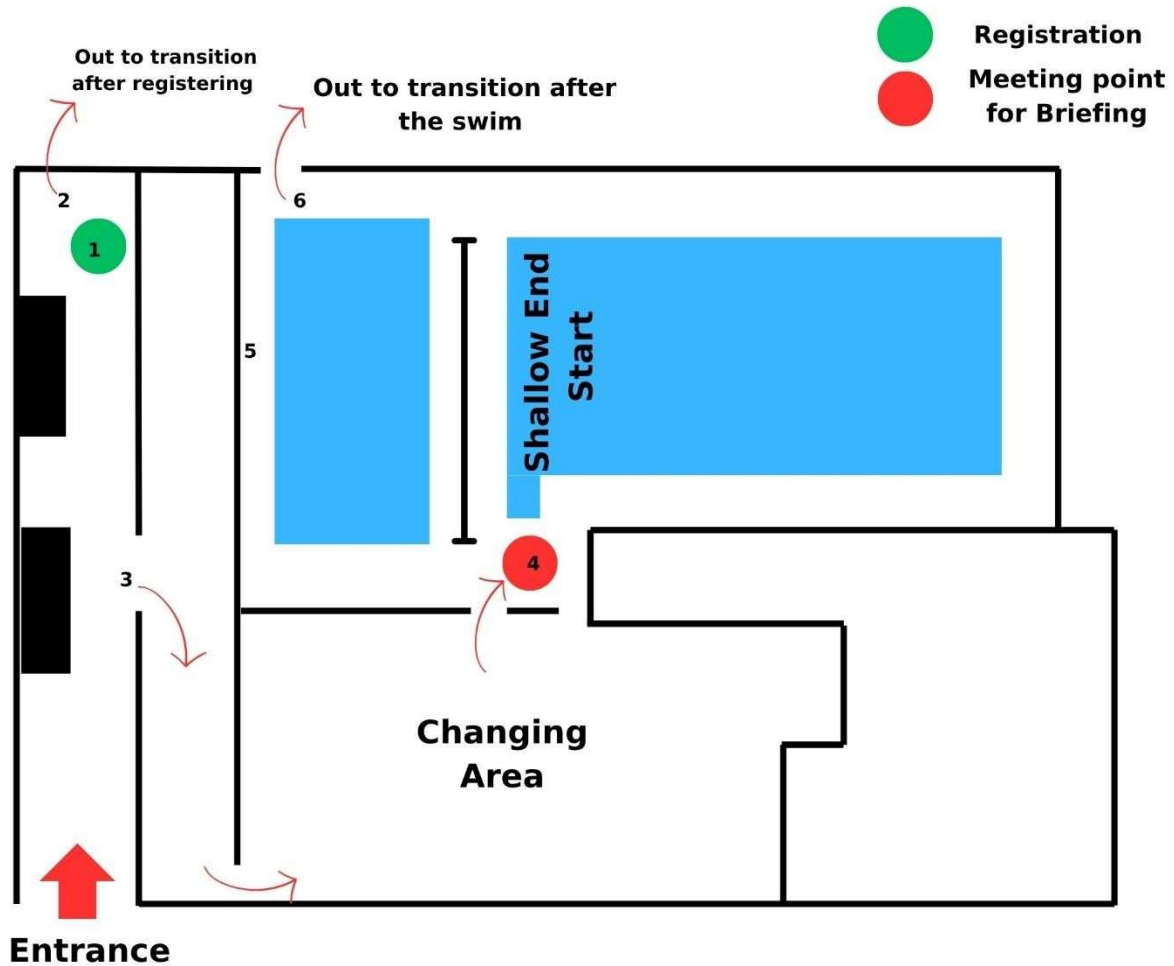 Registration
Meeting point
for Briefing
Out to transition
after registering
Out to transition after
the swim
2
6
1
5
Shallow End
Start
3
4
Changing
Area
Entrance